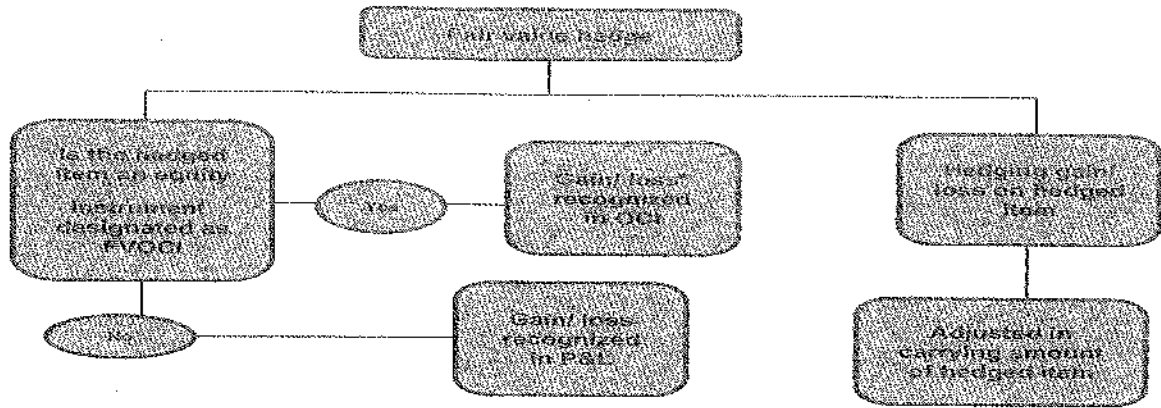 Fair value hedge
Is the hedged
item an equity
Instrument
designated as
FVOCI
Yes
Gain/ loss*
recognized
in OCI
Hedging gain/
loss on hedged
item
No
Gain/ loss
recognized
in P&L
Adjusted in
carrying amount
of hedged item